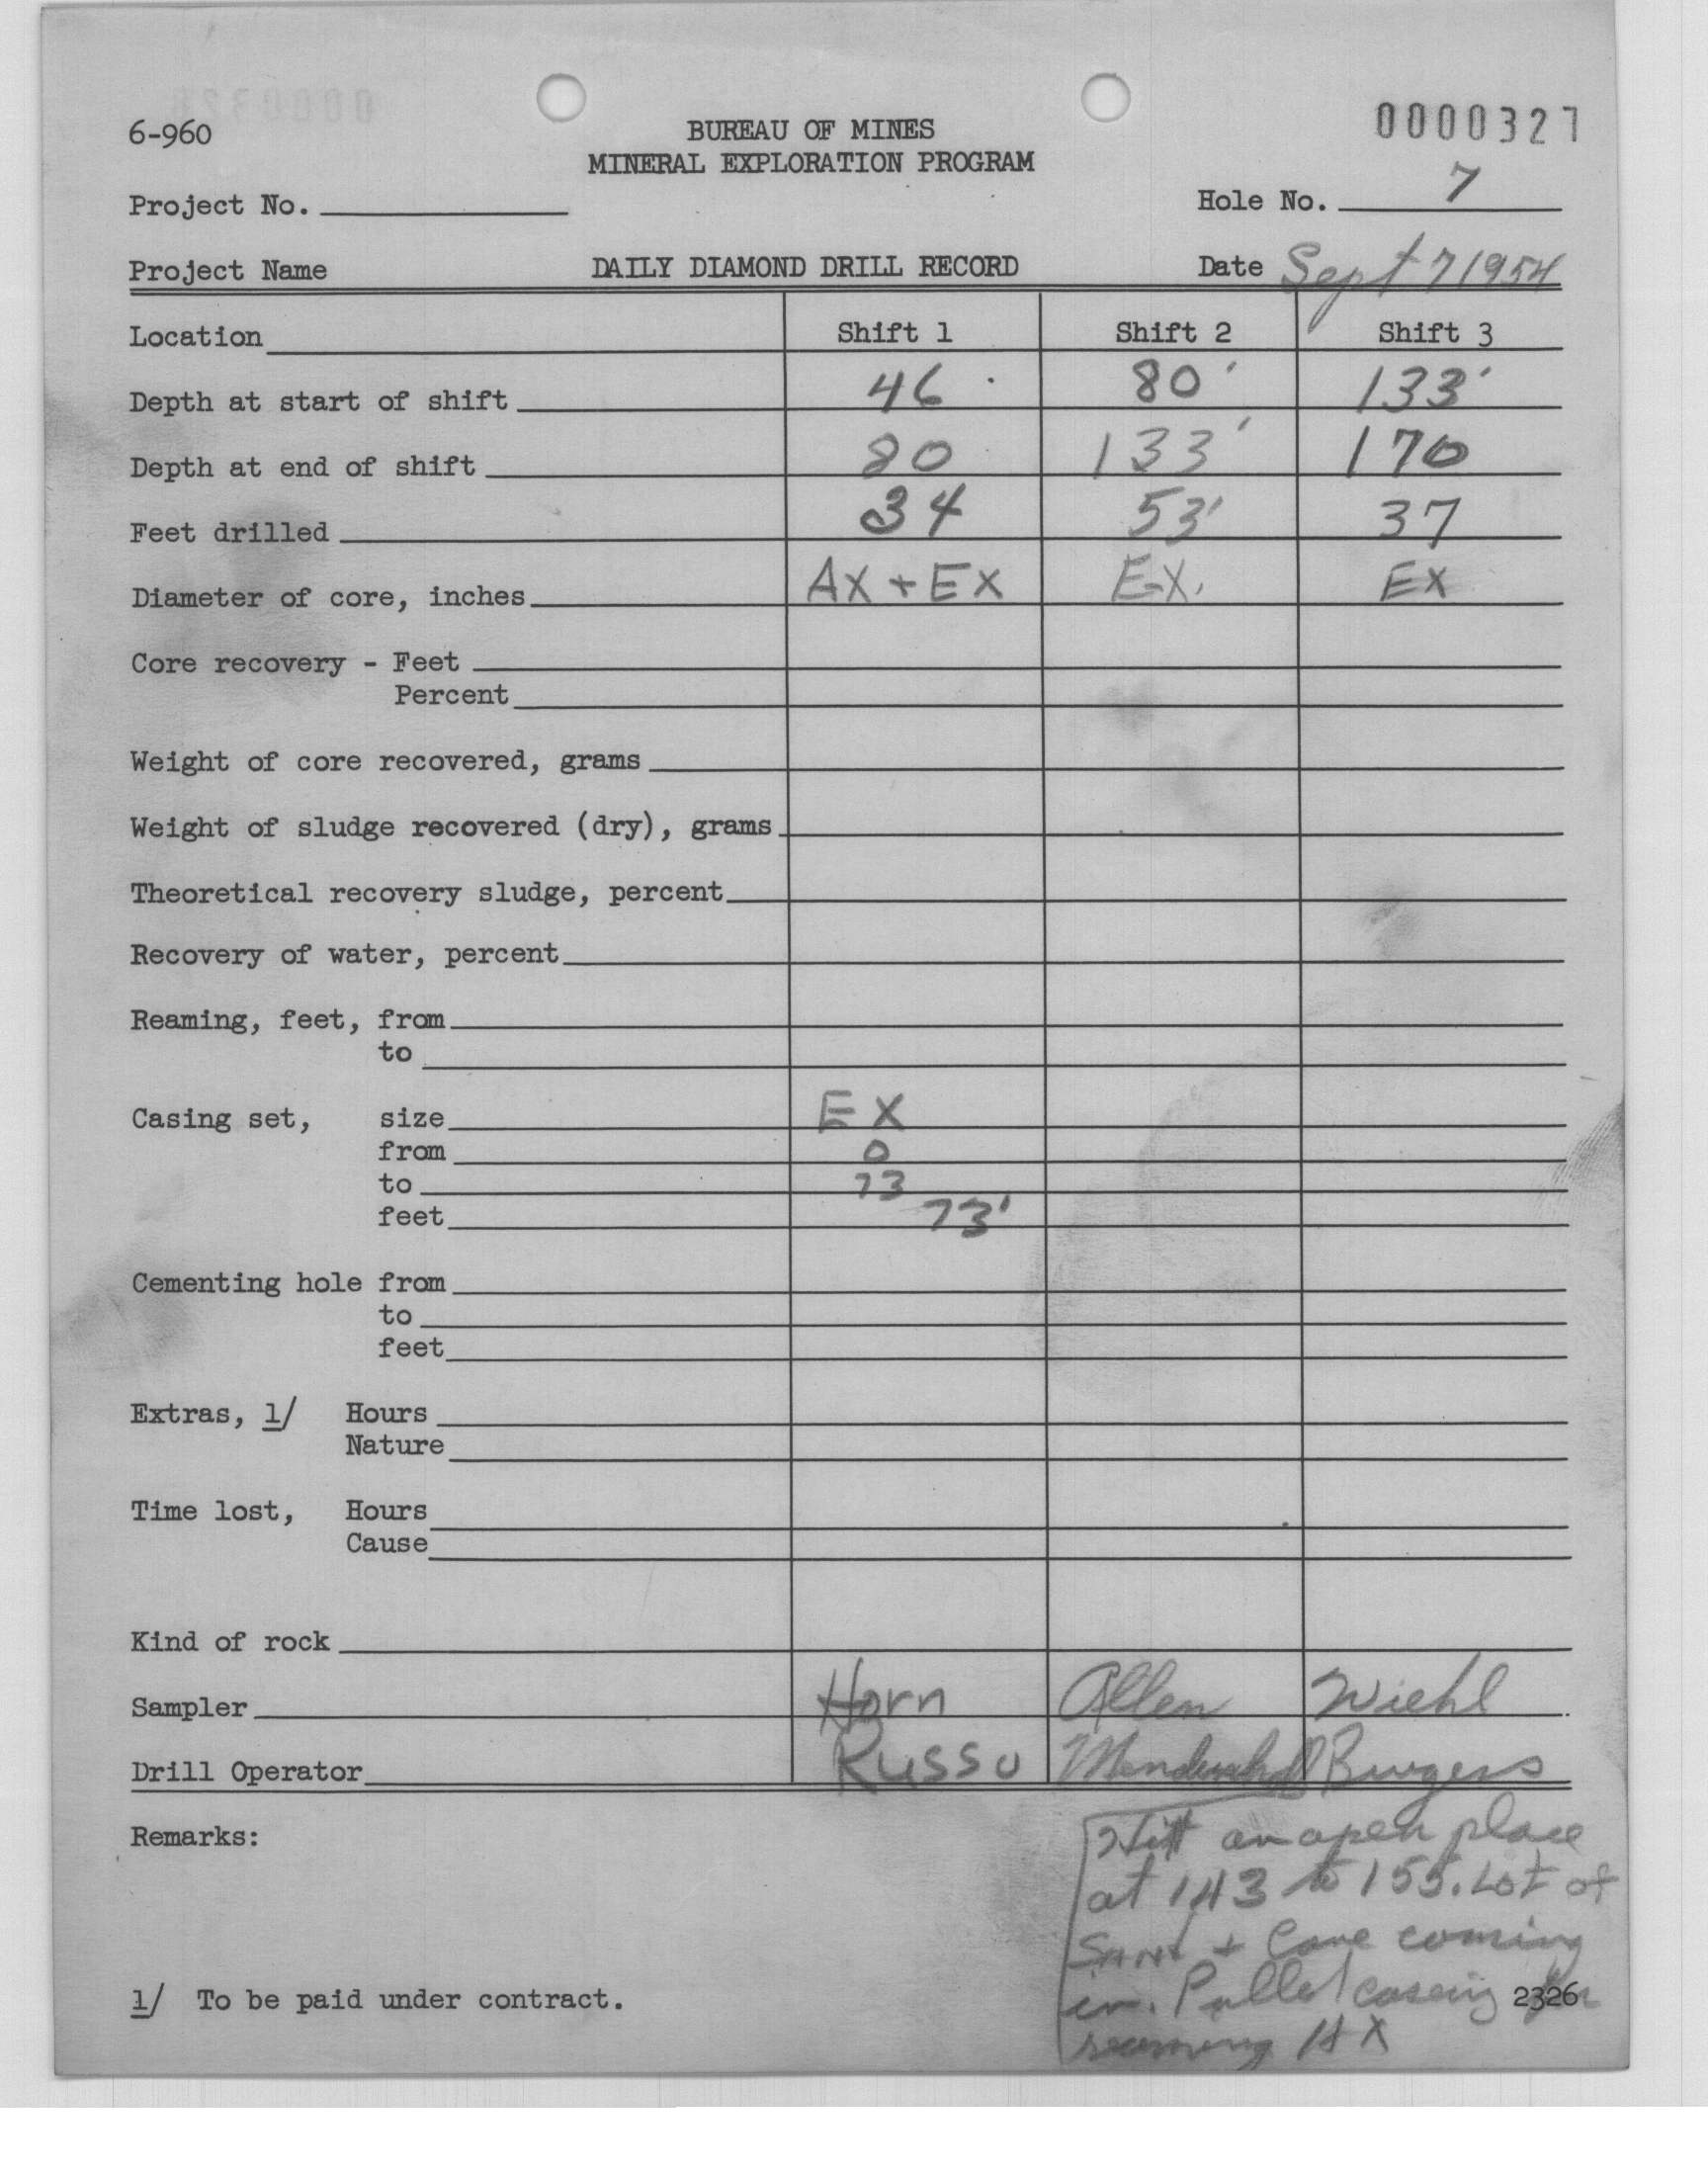 0000327
6-960
BUREAU OF MINES
MINERAL EXPLORATION PROGRAM
Project No.
Hole No. 7
Project Name DAILY DIAMOND DRILL RECORD Date Sept 7 1954
Location Shift 1 Shift 2 Shift 3
Depth at start of shift 46 80' 133'
Depth at end of shift 80 133' 170
Feet drilled 34 53' 37
Diameter of core, inches AX + EX EX. EX
Core recovery - Feet
Percent
Weight of core recovered, grams
Weight of sludge recovered (dry), grams
Theoretical recovery sludge, percent
Recovery of water, percent
Reaming, feet, from
to
Casing set, size EX
from 0
to 73
feet 73'
Cementing hole from
to
feet
Extras, 1/ Hours
Nature
Time lost, Hours
Cause
Kind of rock
Sampler Horn Allen Wiehl
Drill Operator Russo Mendenhall Burgess
Remarks:
Hitt an open place
at 143 to 155. Lot of
Sand + Cave coming
in. Pulled casing
reaming AX
1/ To be paid under contract.
2326